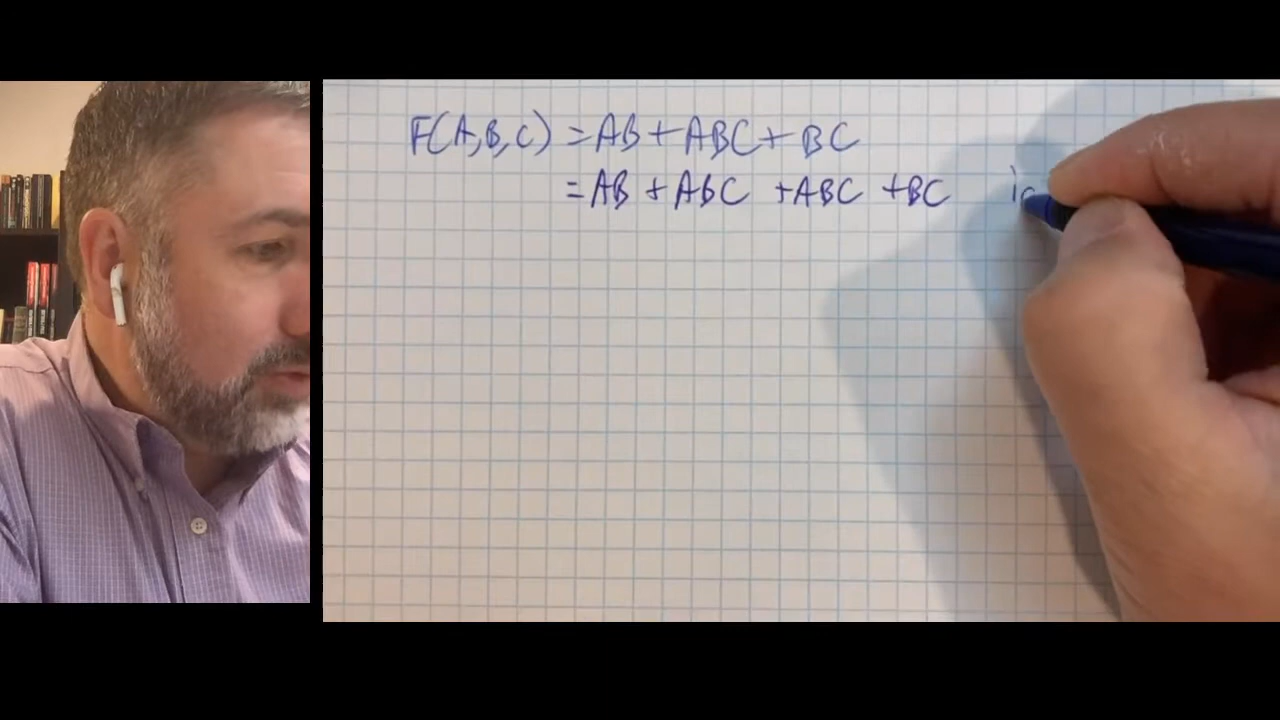 F(A,B,C) = AB + ABC + BC
= AB + ABC + ABC + BC